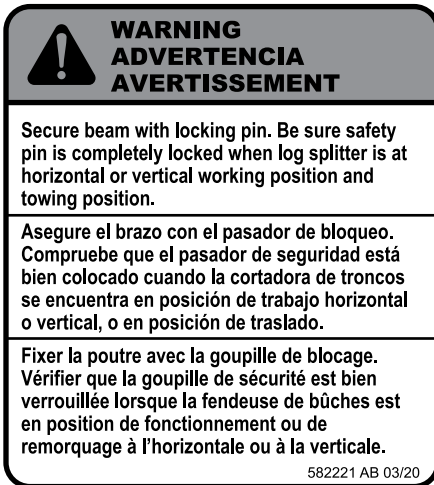 WARNING
ADVERTENCIA
AVERTISSEMENT
Secure beam with locking pin. Be sure safety
pin is completely locked when log splitter is at
horizontal or vertical working position and
towing position.
Asegure el brazo con el pasador de bloqueo.
Compruebe que el pasador de seguridad está
bien colocado cuando la cortadora de troncos
se encuentra en posición de trabajo horizontal
o vertical, o en posición de traslado.
Fixer la poutre avec la goupille de blocage.
Vérifier que la goupille de sécurité est bien
verrouillée lorsque la fendeuse de bûches est
en position de fonctionnement ou de
remorquage à l'horizontale ou à la verticale.
582221 AB 03/20